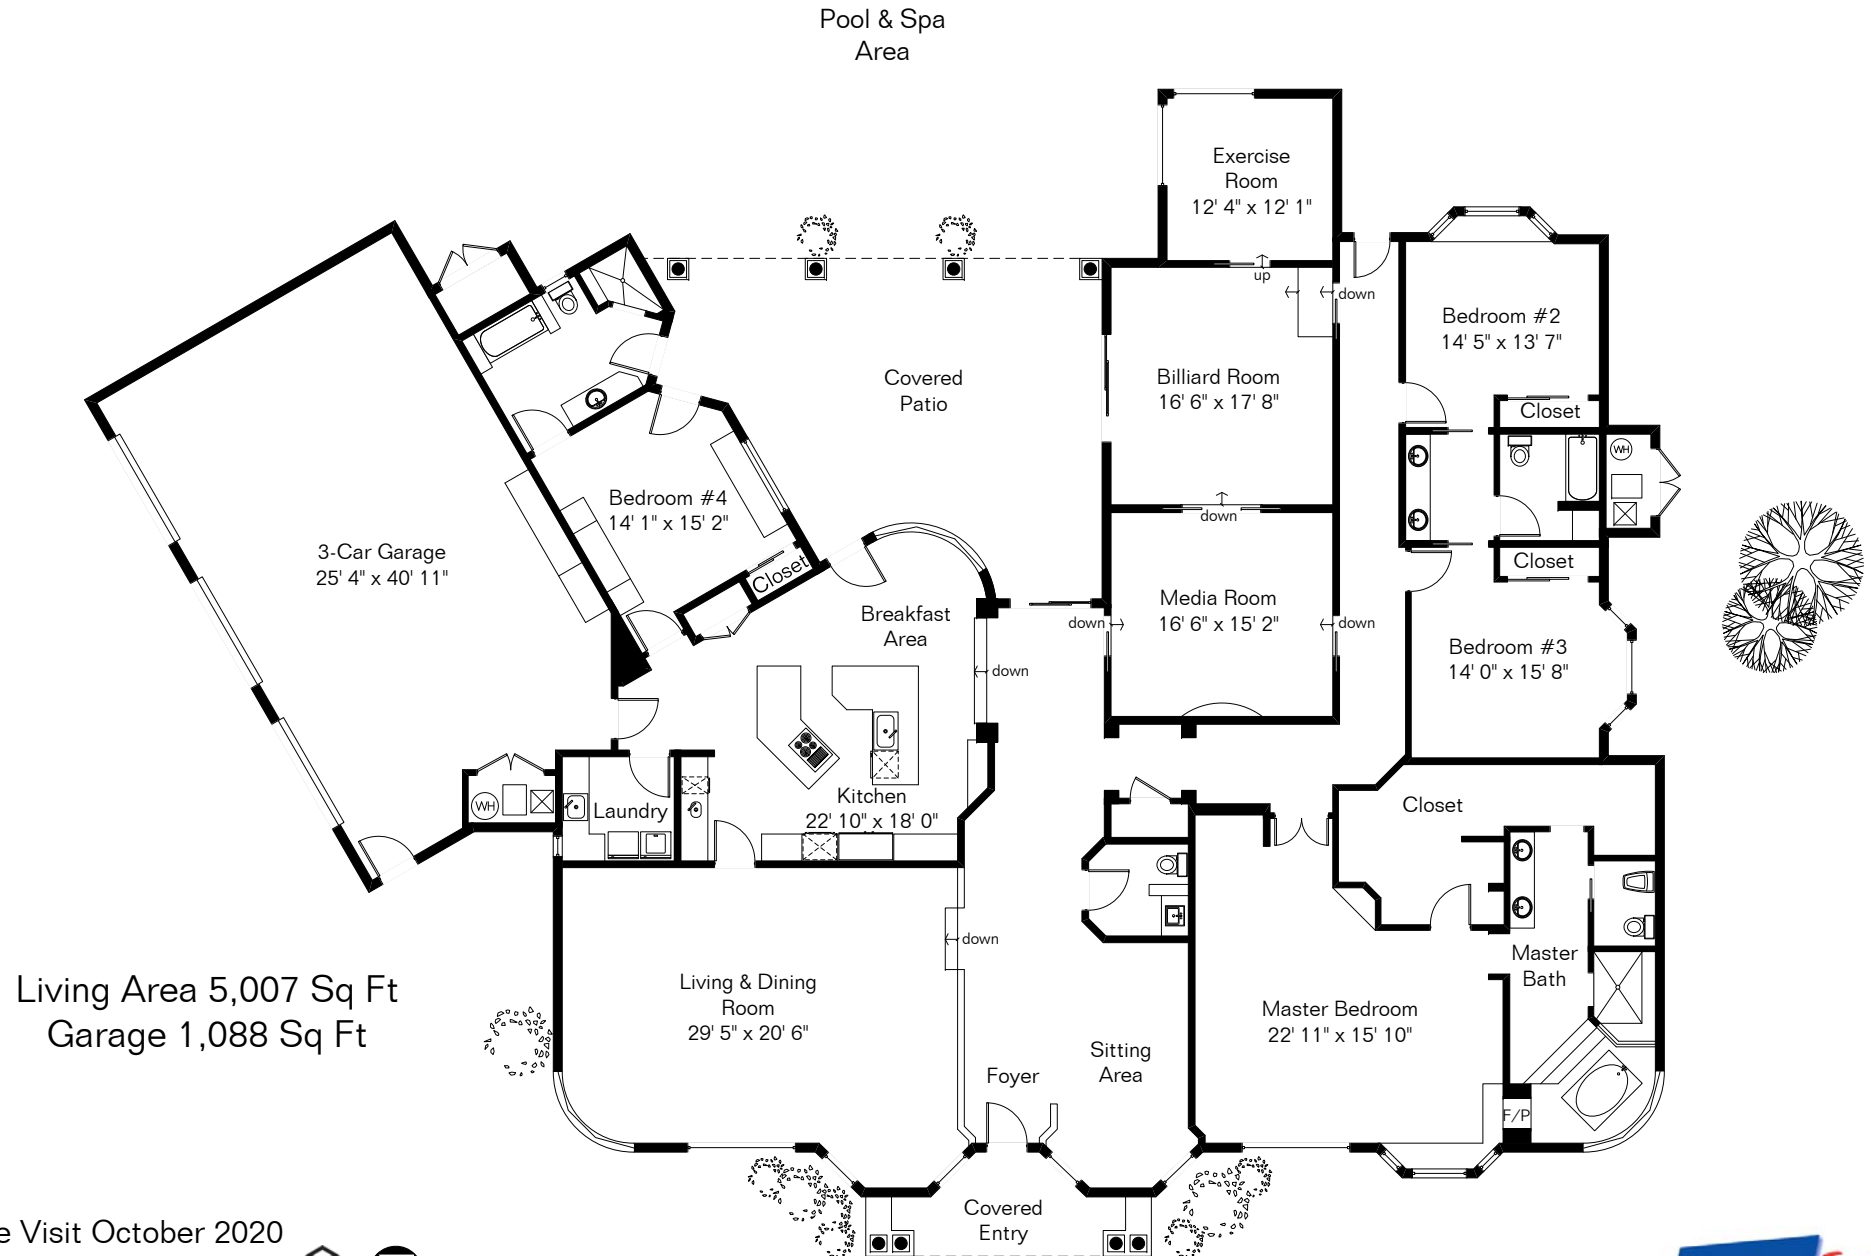 Pool & Spa
Area
Exercise
Room
12' 4" x 12' 1"
up
down
Bedroom #2
14' 5" x 13' 7"
Covered
Patio
Billiard Room
16' 6" x 17' 8"
Closet
WH
Bedroom #4
14' 1" x 15' 2"
down
3-Car Garage
25' 4" x 40' 11"
Closet
Closet
Breakfast
Area
Media Room
16' 6" x 15' 2"
down
down
Bedroom #3
14' 0" x 15' 8"
down
WH
Laundry
Kitchen
22' 10" x 18' 0"
Closet
down
Living & Dining
Room
29' 5" x 20' 6"
Master
Bath
Master Bedroom
22' 11" x 15' 10"
Living Area 5,007 Sq Ft
Garage 1,088 Sq Ft
Sitting
Area
Foyer
F/P
Covered
Entry
e Visit October 2020